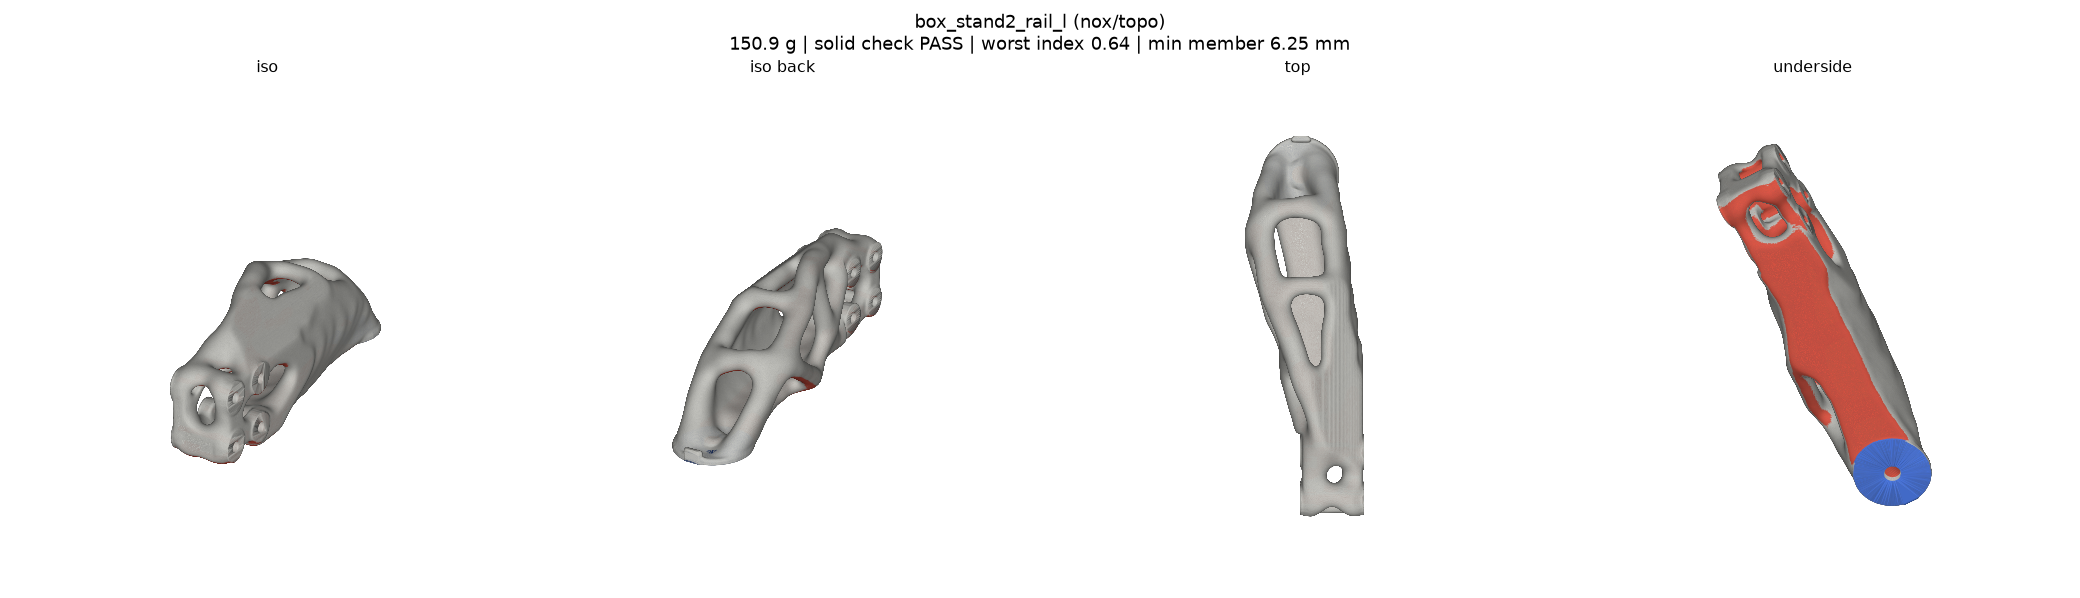 box_stand2_rail_l (nox/topo)
150.9 g | solid check PASS | worst index 0.64 | min member 6.25 mm
iso
iso back
top
underside